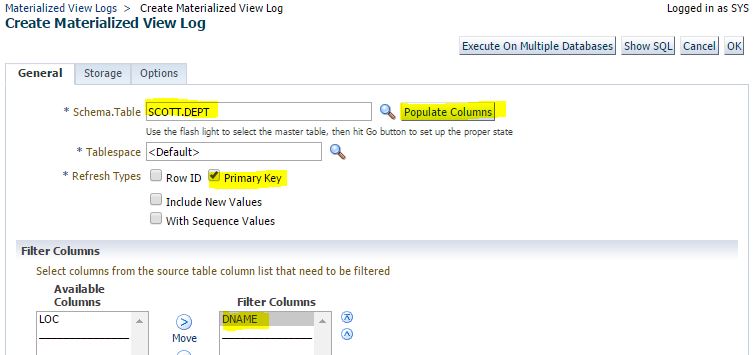 Materialized View Logs > Create Materialized View Log Logged in as SYS
Create Materialized View Log
Execute On Multiple Databases Show SQL Cancel OK
General Storage Options
* Schema.Table SCOTT.DEPT Populate Columns
Use the flash light to select the master table, then hit Go button to set up the proper state
* Tablespace <Default>
* Refresh Types Row ID Primary Key
Include New Values
With Sequence Values
Filter Columns
Select columns from the source table column list that need to be filtered
Available
Columns Filter Columns
LOC DNAME
Move